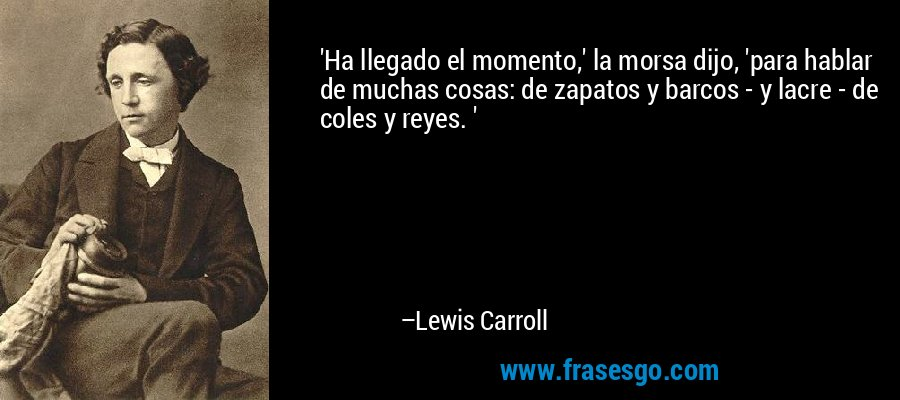 'Ha llegado el momento,' la morsa dijo, 'para hablar
de muchas cosas: de zapatos y barcos - y lacre - de
coles y reyes. '
–Lewis Carroll
www.frasesgo.com